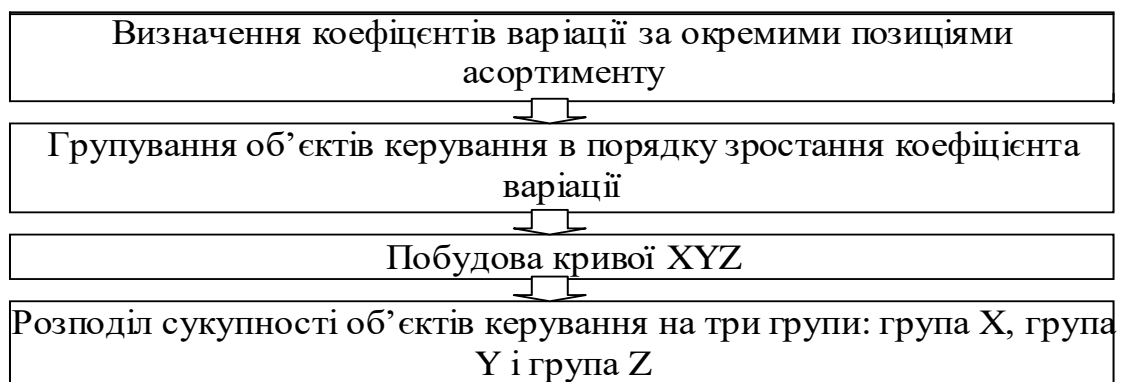 Визначення коефіцєнтів варіації за окремими позиціями
асортименту
Групування об’єктів керування в порядку зростання коефіцієнта
варіації
Побудова кривої XYZ
Розподіл сукупності об’єктів керування на три групи: група X, група
Y і група Z